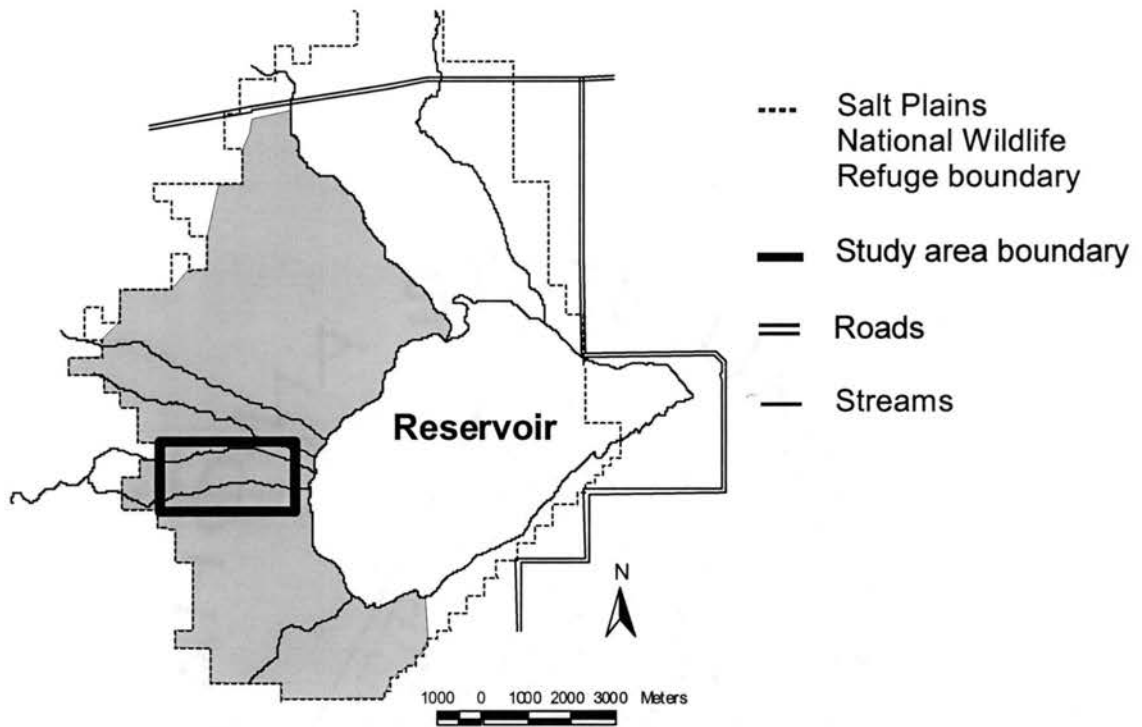 Salt Plains
National Wildlife
Refuge boundary
Study area boundary
Roads
Streams
Reservoir
N
1000 0 1000 2000 3000 Meters